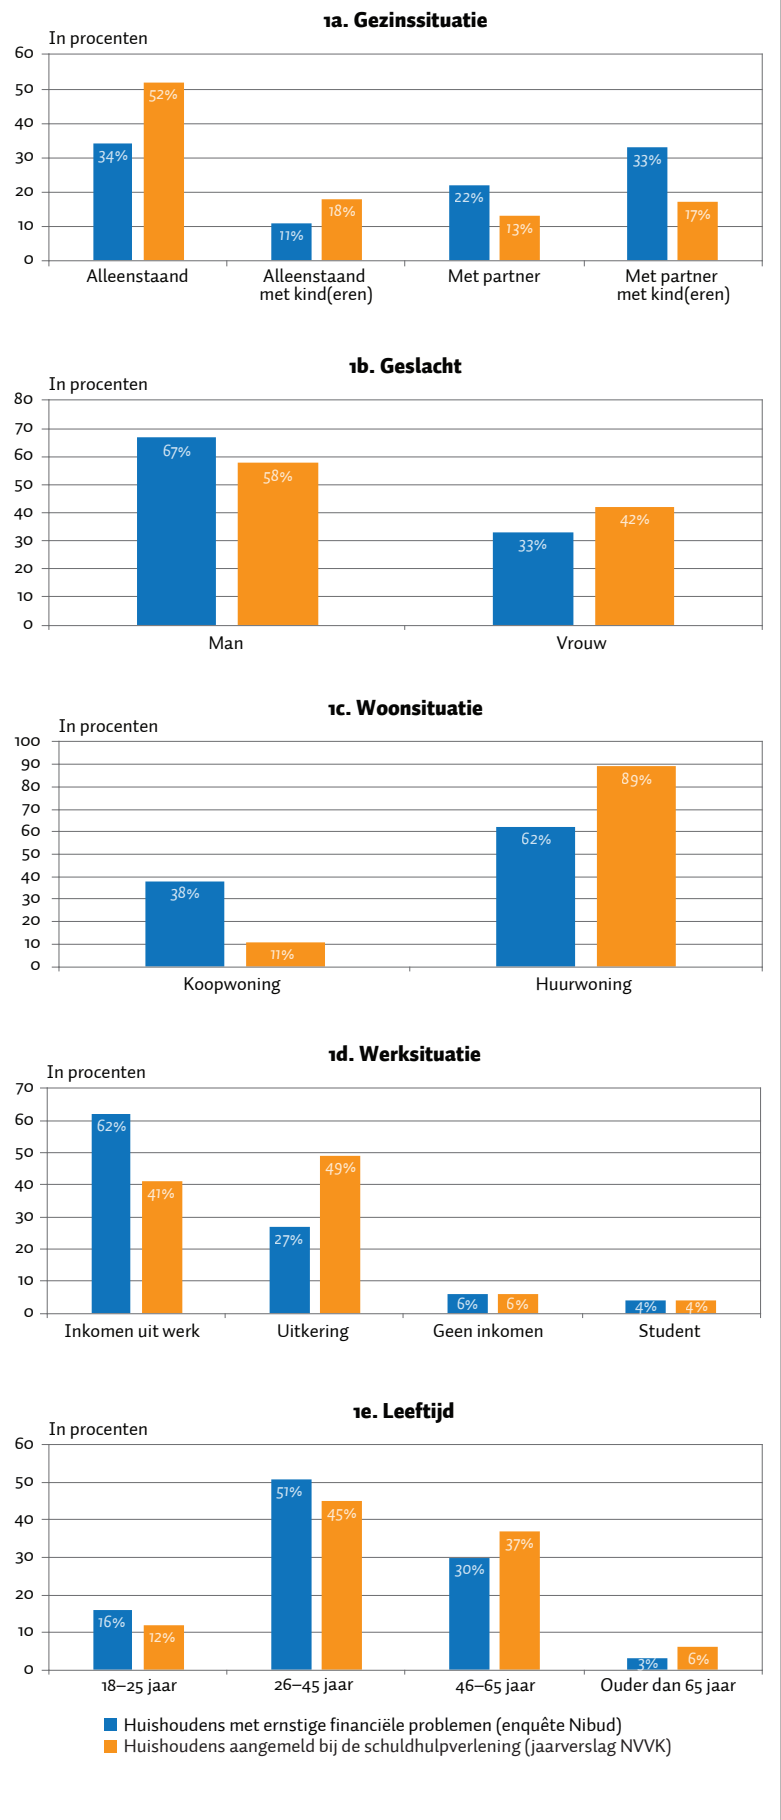 1a. Gezinssituatie
In procenten
60
50
40
30
20
10
0
34%
52%
11%
18%
22%
13%
33%
17%
Alleenstaand
Alleenstaand
met kind(eren)
Met partner
Met partner
met kind(eren)
1b. Geslacht
In procenten
80
70
60
50
40
30
20
10
0
67%
58%
33%
42%
Man
Vrouw
1c. Woonsituatie
In procenten
100
90
80
70
60
50
40
30
20
10
0
38%
11%
62%
89%
Koopwoning
Huurwoning
1d. Werksituatie
In procenten
70
60
50
40
30
20
10
0
62%
41%
27%
49%
6%
6%
4%
4%
Inkomen uit werk
Uitkering
Geen inkomen
Student
1e. Leeftijd
In procenten
60
50
40
30
20
10
0
16%
12%
51%
45%
30%
37%
3%
6%
18–25 jaar
26–45 jaar
46–65 jaar
Ouder dan 65 jaar
Huishoudens met ernstige financiële problemen (enquête Nibud)
Huishoudens aangemeld bij de schuldhulpverlening (jaarverslag NVVK)